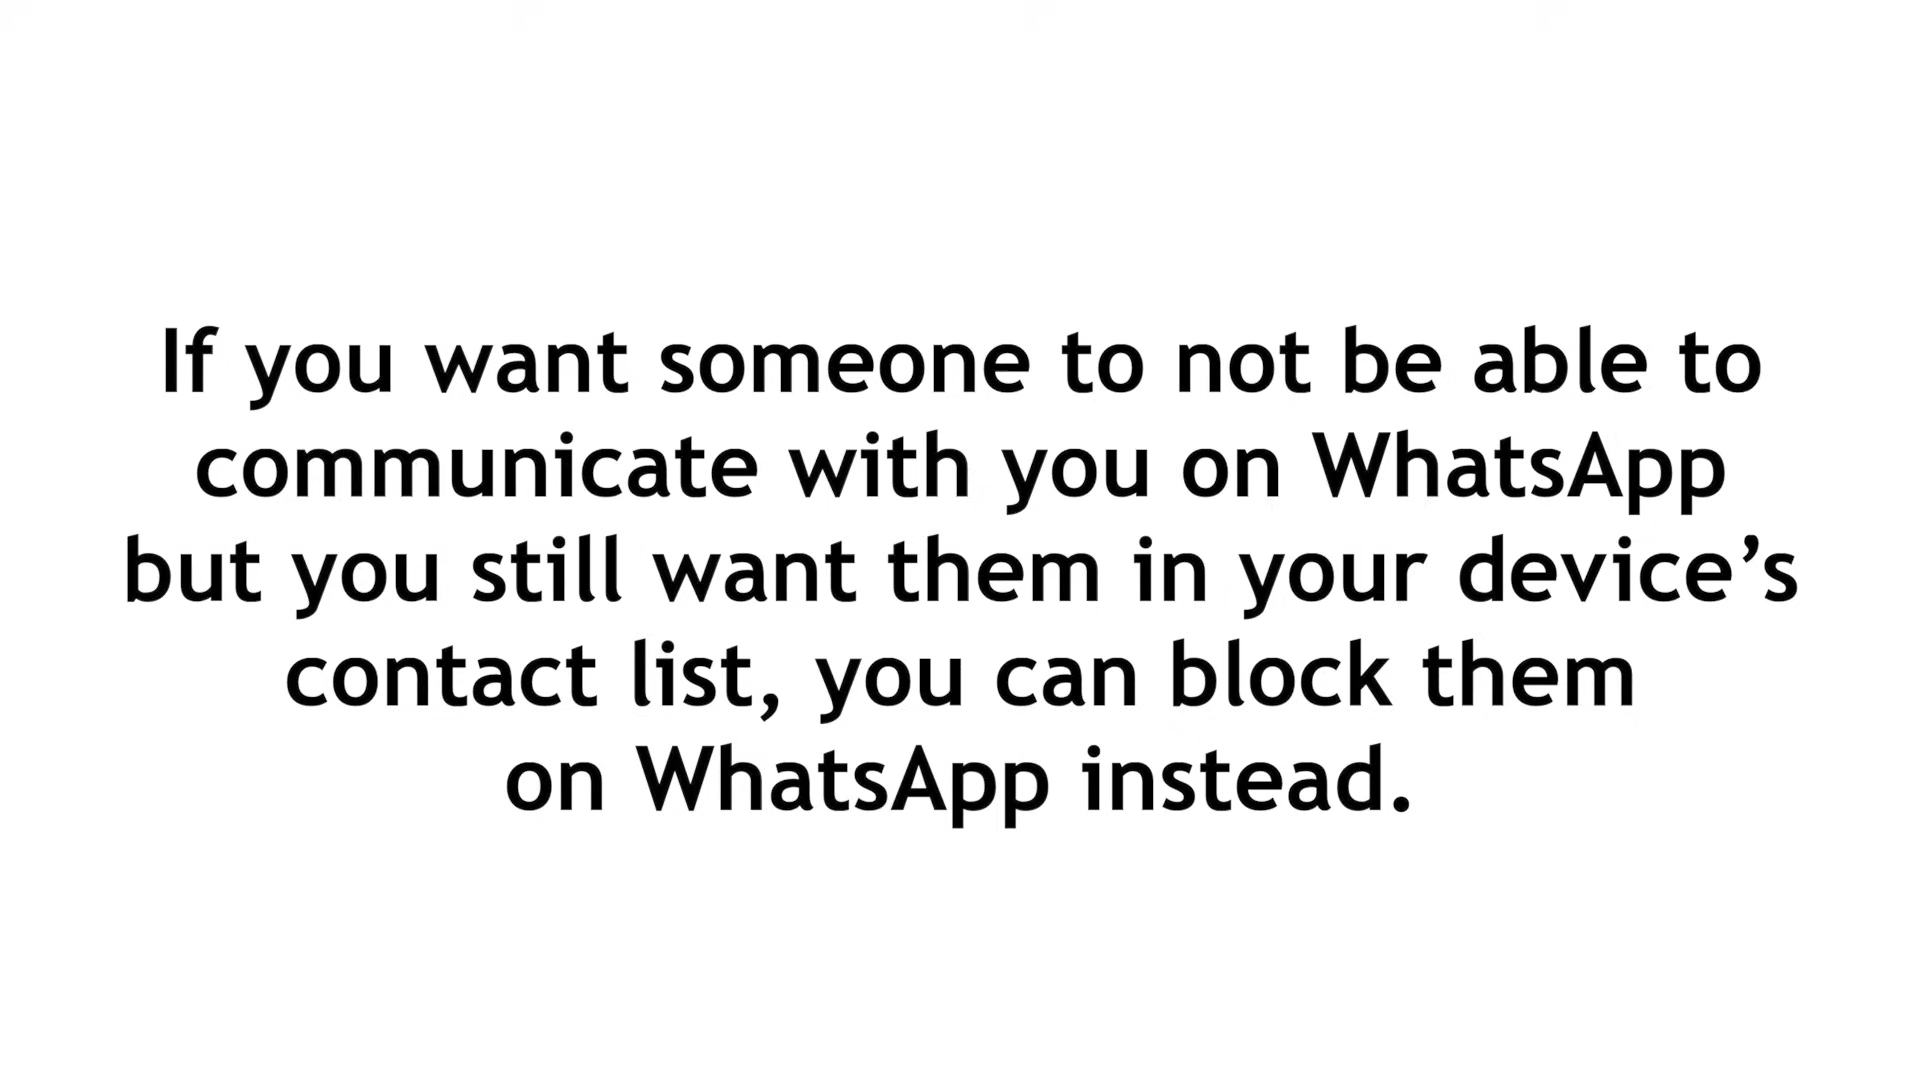 If you want someone to not be able to
communicate with you on WhatsApp
but you still want them in your device’s
contact list, you can block them
on WhatsApp instead.